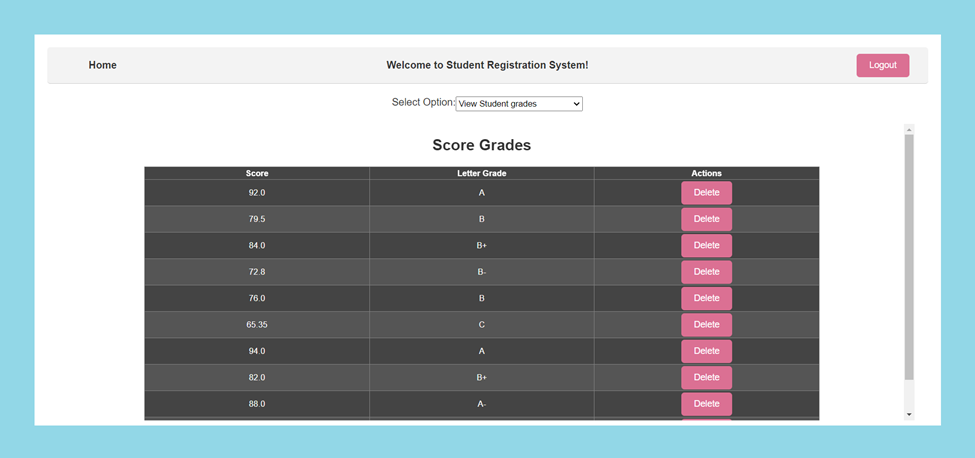 Home Welcome to Student Registration System! Logout
Select Option: View Student grades
Score Grades
Score Letter Grade Actions
92.0 A Delete
79.5 B Delete
84.0 B+ Delete
72.8 B- Delete
76.0 B Delete
65.35 C Delete
94.0 A Delete
82.0 B+ Delete
88.0 A- Delete